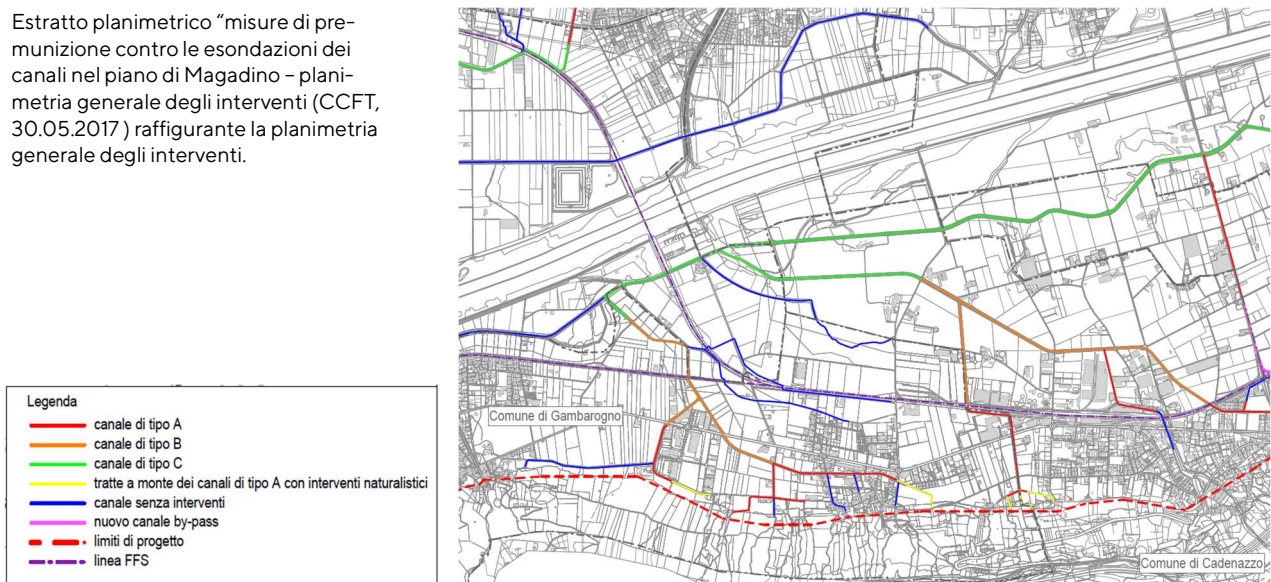 Estratto planimetrico “misure di pre-
munizione contro le esondazioni dei
canali nel piano di Magadino – plani-
metria generale degli interventi (CCFT,
30.05.2017 ) raffigurante la planimetria
generale degli interventi.
Comune di Gambarogno
Comune di Cadenazzo
Legenda
canale di tipo A
canale di tipo B
canale di tipo C
tratte a monte dei canali di tipo A con interventi naturalistici
canale senza interventi
nuovo canale by-pass
limiti di progetto
linea FFS